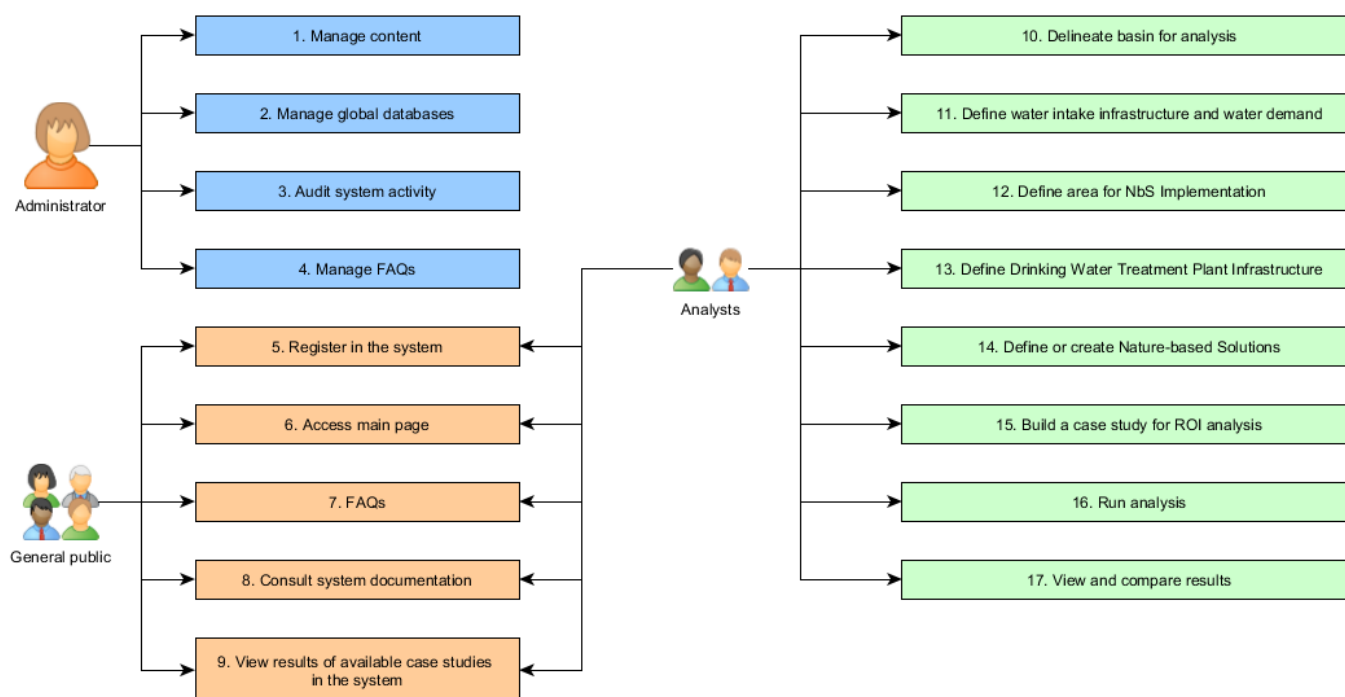 1. Manage content
2. Manage global databases
3. Audit system activity
Administrator
4. Manage FAQs
5. Register in the system
6. Access main page
7. FAQs
General public
8. Consult system documentation
9. View results of available case studies
in the system
Analysts
10. Delineate basin for analysis
11. Define water intake infrastructure and water demand
12. Define area for NbS Implementation
13. Define Drinking Water Treatment Plant Infrastructure
14. Define or create Nature-based Solutions
15. Build a case study for ROI analysis
16. Run analysis
17. View and compare results